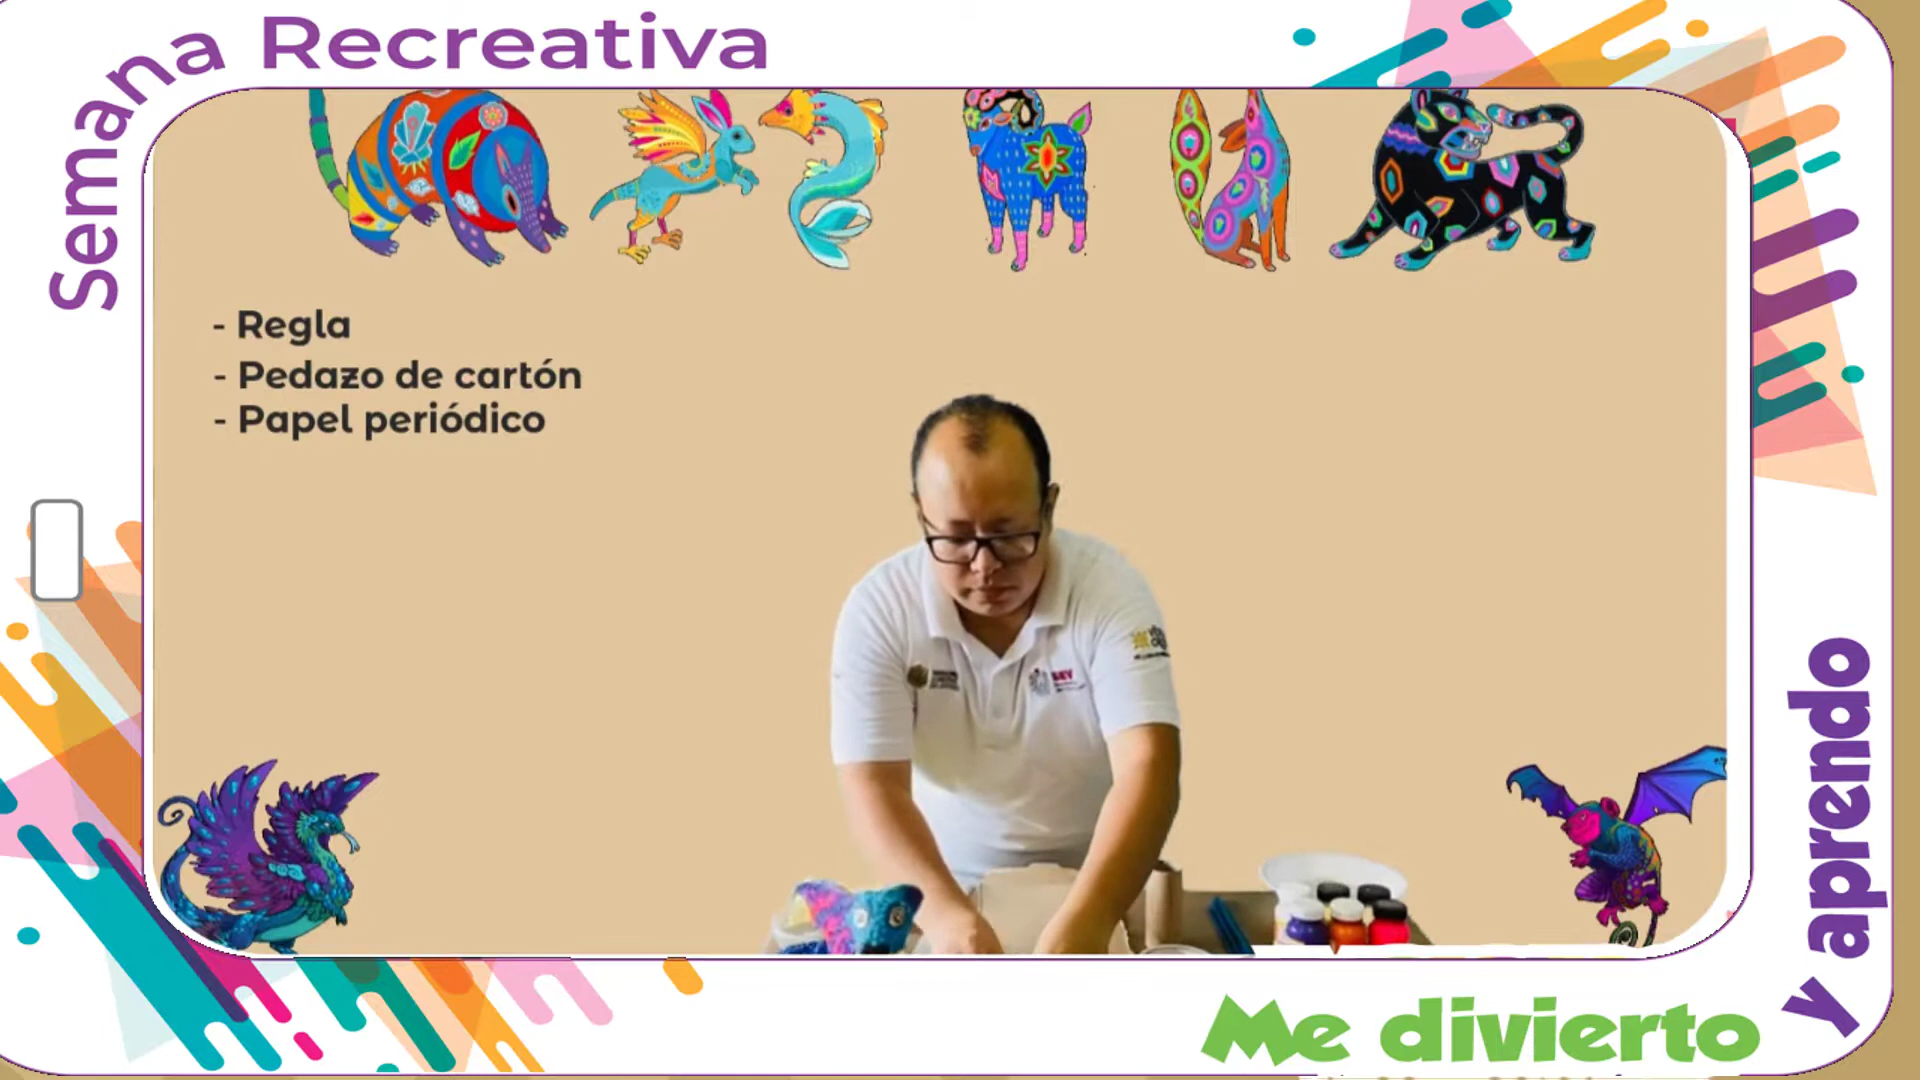 Semana Recreativa
- Regla
- Pedazo de cartón
- Papel periódico
Me divierto
y aprendo